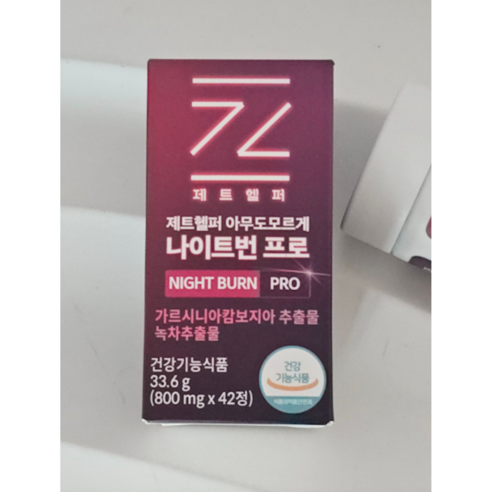 제트헬퍼
제트헬퍼 아무도모르게
나이트번 프로
NIGHT BURN PRO
가르시니아캄보지아 추출물
녹차추출물
건강기능식품
33.6 g
(800 mg x 42정)
건강
기능식품